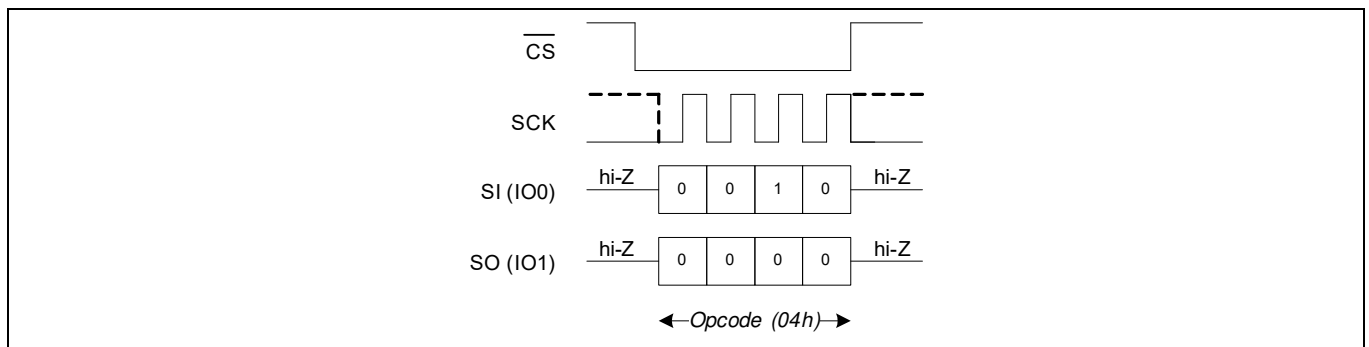 CS
SCK
hi-Z 0 0 1 0 hi-Z
SI (IO0)
hi-Z 0 0 0 0 hi-Z
SO (IO1)
Opcode (04h)